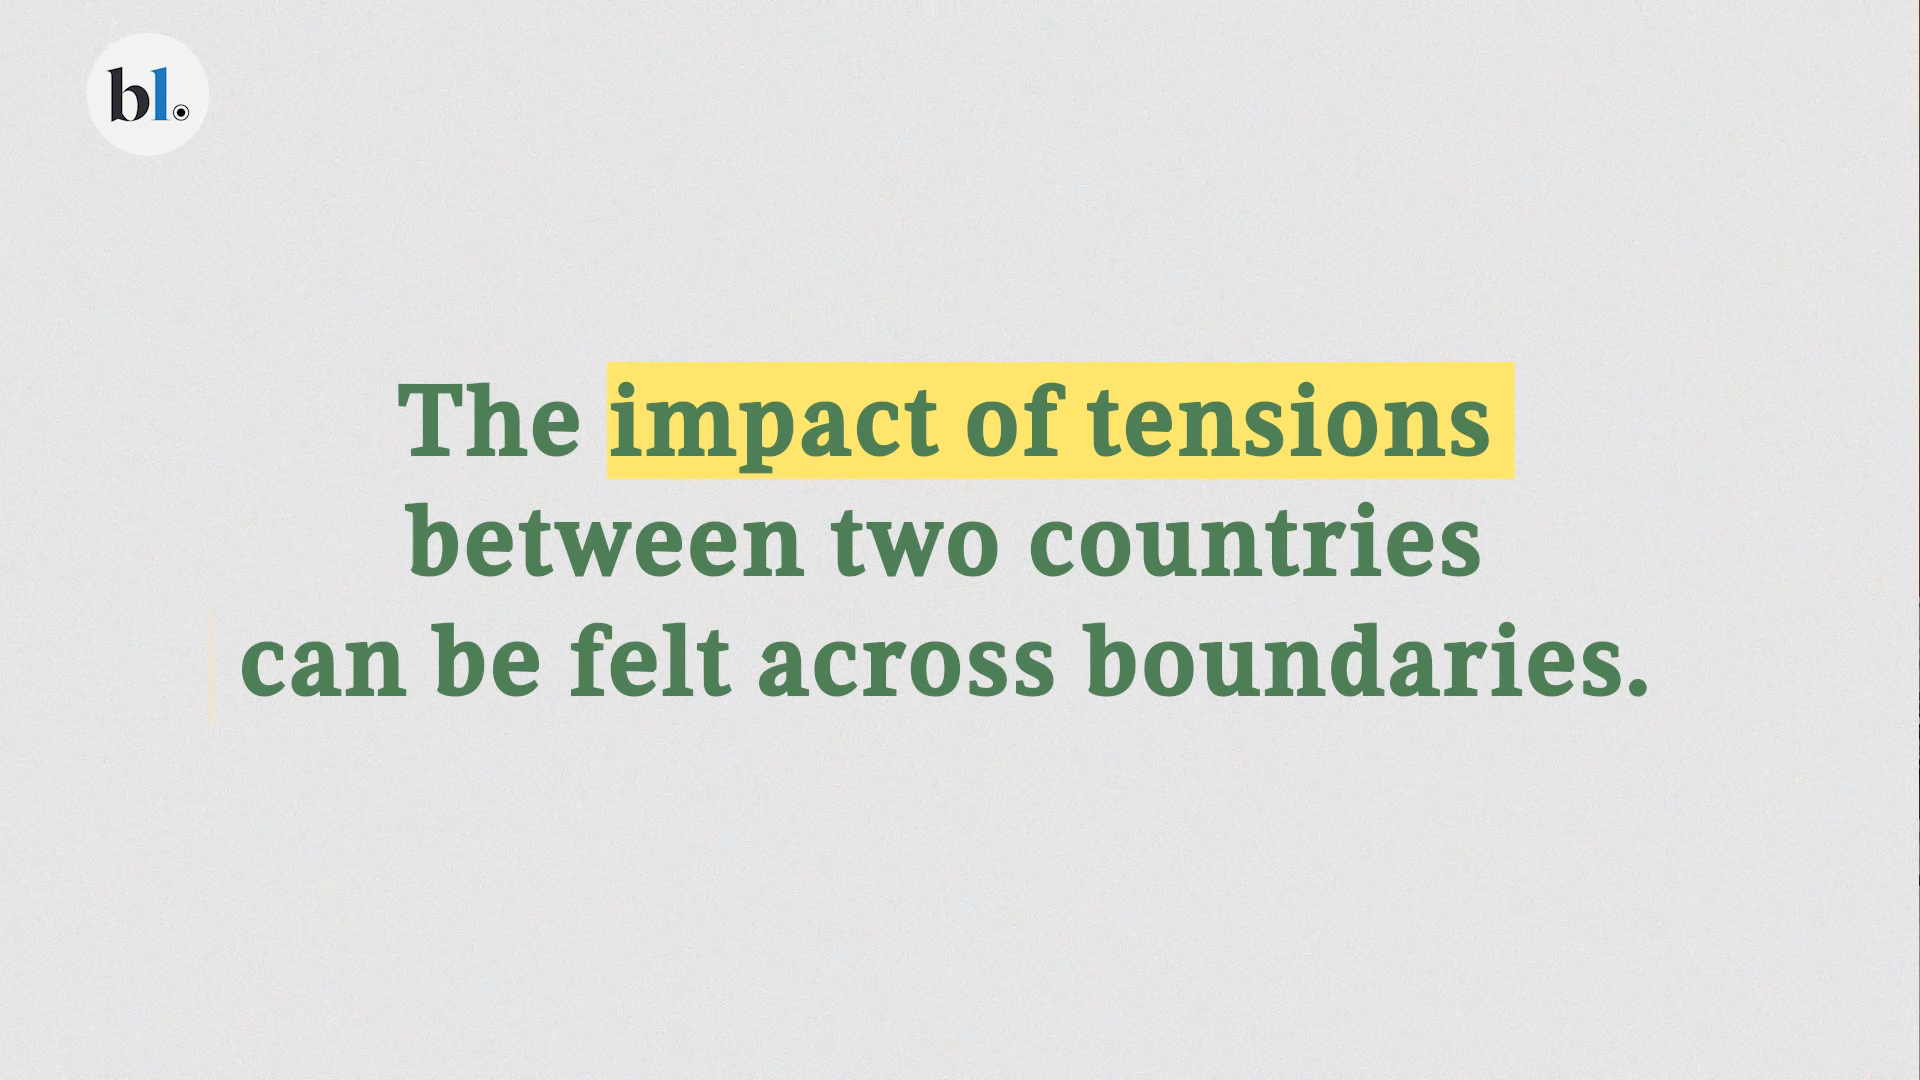 bl.
The impact of tensions
between two countries
can be felt across boundaries.